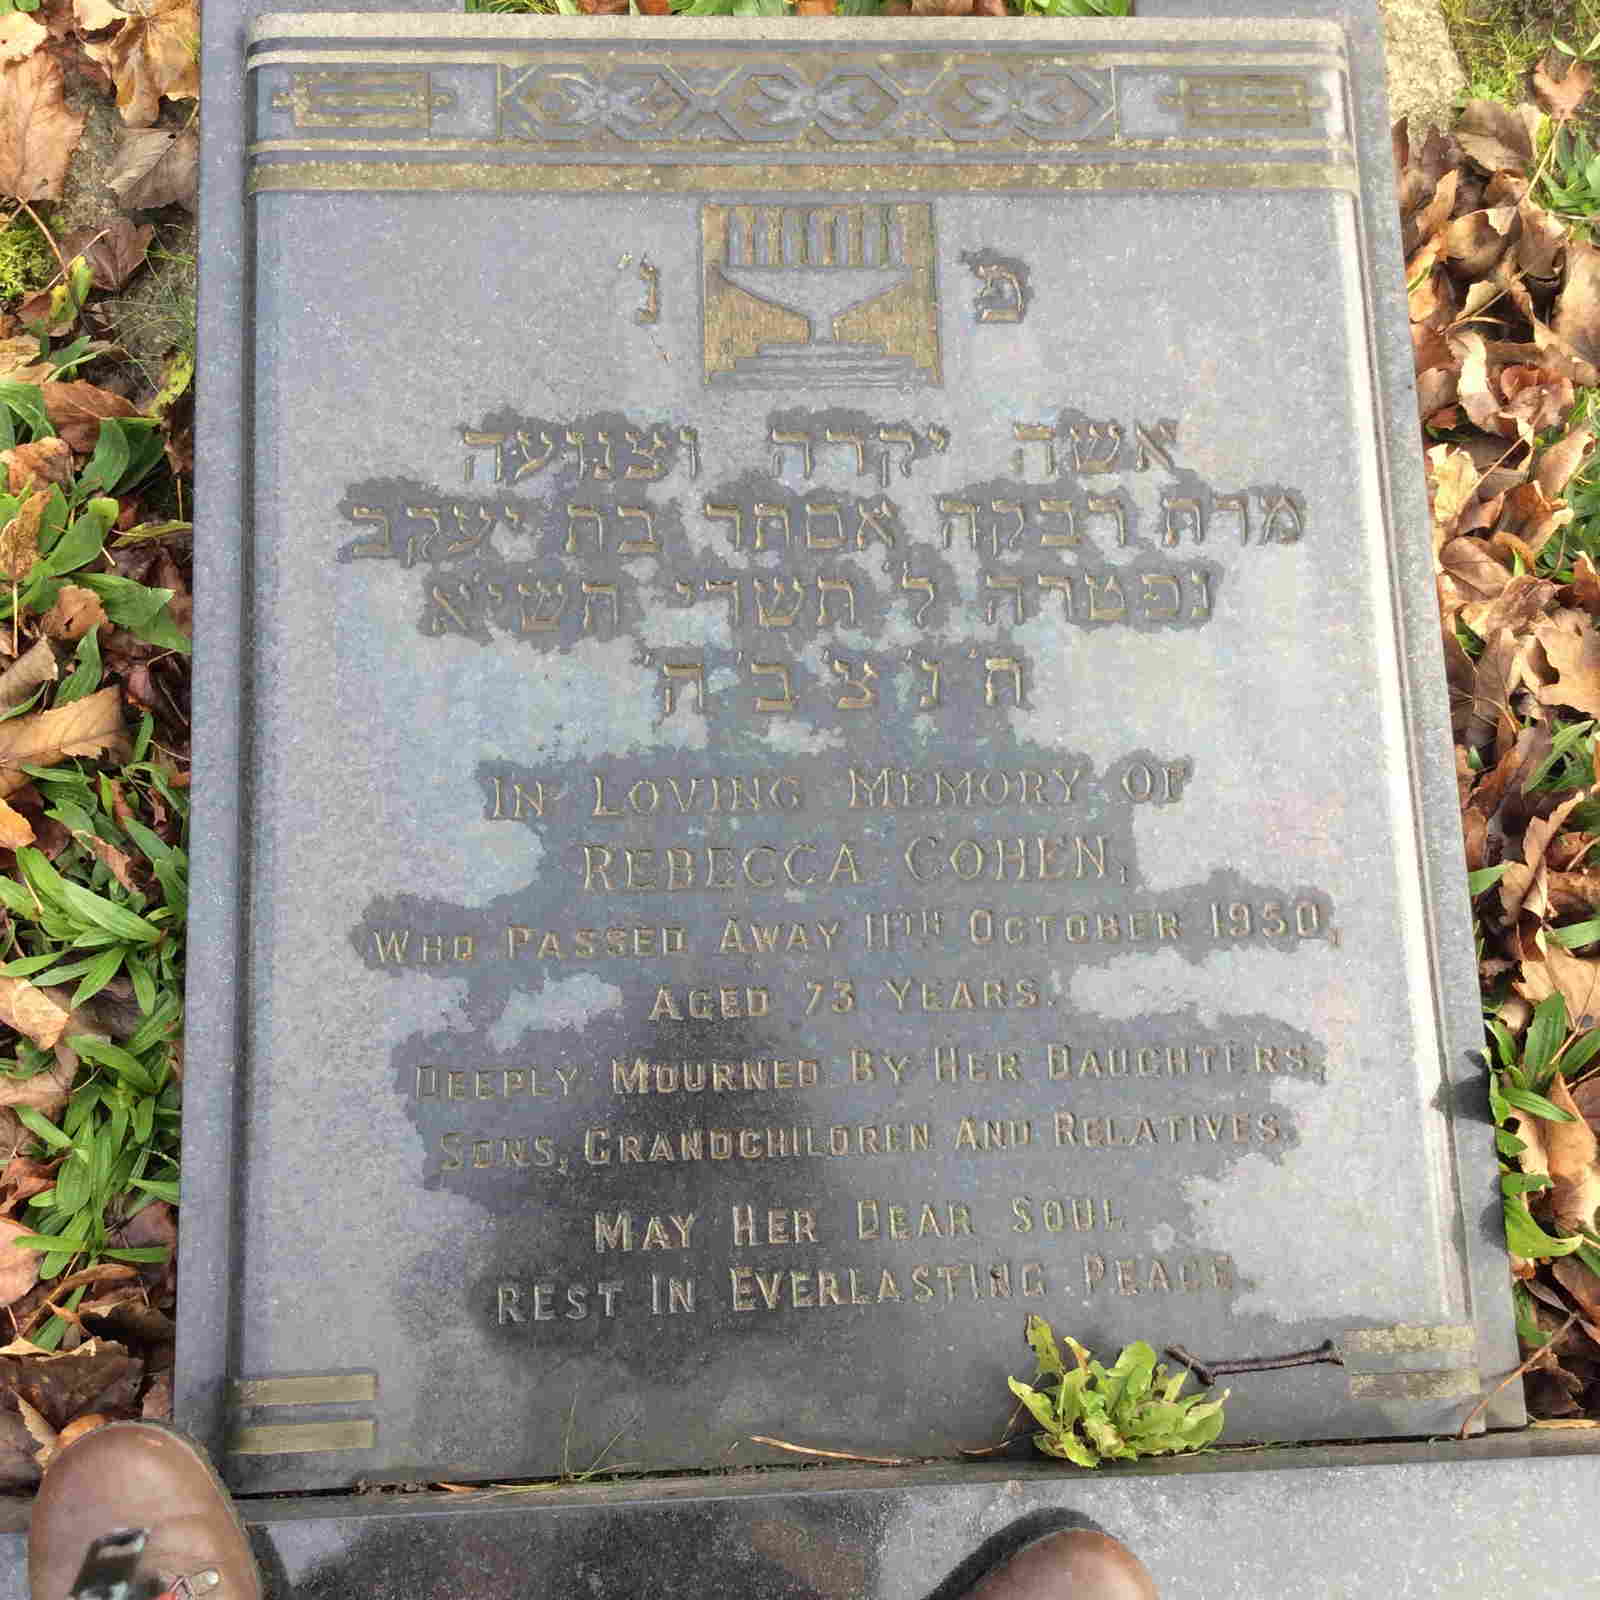 פ' נ'
אשה יקרה וצנועה
מרת רבקה אסתר בת יעקב
נפטרה ל' תשרי תשי"א
ת' נ' צ' ב' ה'
IN LOVING MEMORY OF
REBECCA COHEN,
WHO PASSED AWAY 11TH OCTOBER 1950,
AGED 73 YEARS.
DEEPLY MOURNED BY HER DAUGHTERS,
SONS, GRANDCHILDREN AND RELATIVES.
MAY HER DEAR SOUL
REST IN EVERLASTING PEACE.